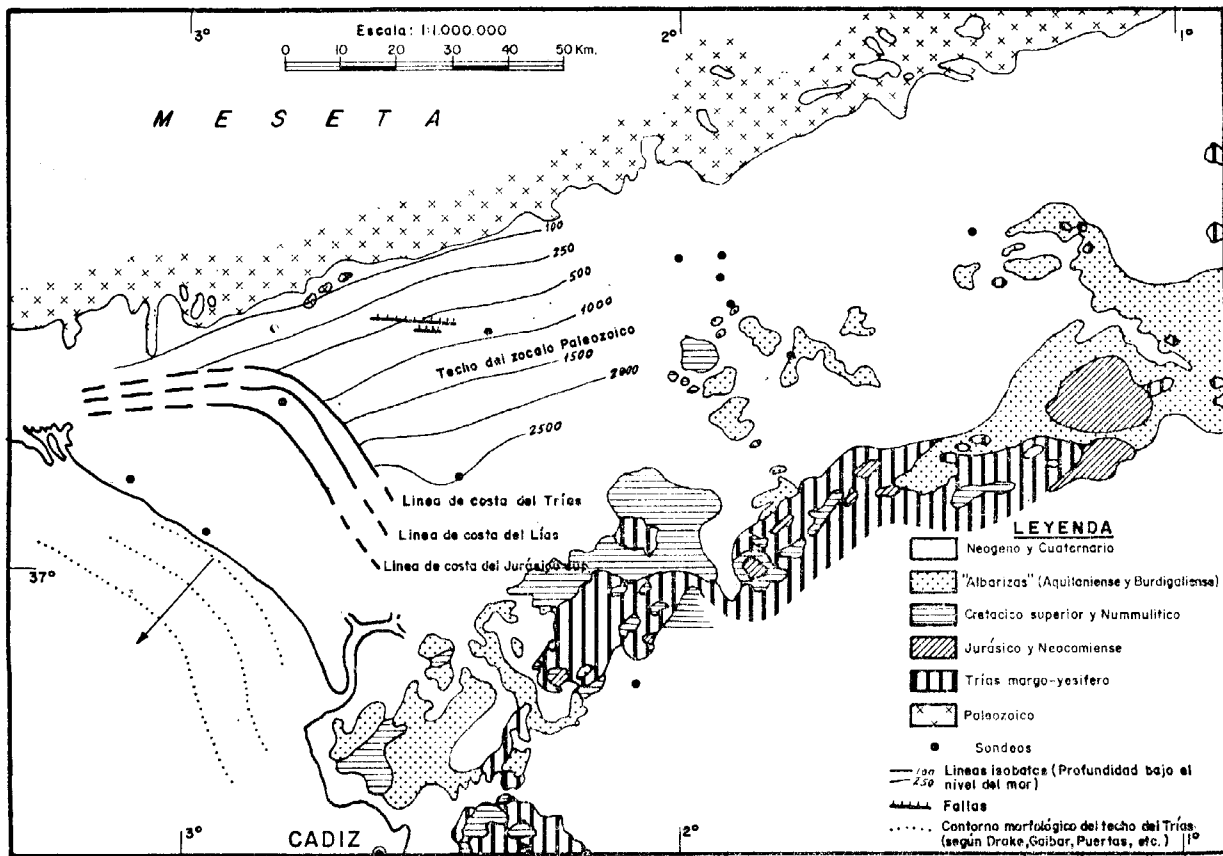 3° 2° 1°
Escala: 1:1.000.000
0 10 20 30 40 50 Km.
MESETA
100
250
500
1000
Techo del zocalo Paleozoico
1500
2000
2500
Linea de costa del Trías
Linea de costa del Lías
Linea de costa del Jurásico sup.
37°
LEYENDA
Neogeno y Cuaternario
"Albarizas" (Aquitaniense y Burdigaliense)
Cretacico superior y Nummulitico
Jurásico y Neocomiense
Trías margo-yesifero
Paleozoico
Sondeos
100 Lineas isobatas (Profundidad bajo el
250 nivel del mar)
Fallas
Contorno morfológico del techo del Trías.
(según Drake, Gaibar, Puertas, etc.)
3° CADIZ 2° 1°